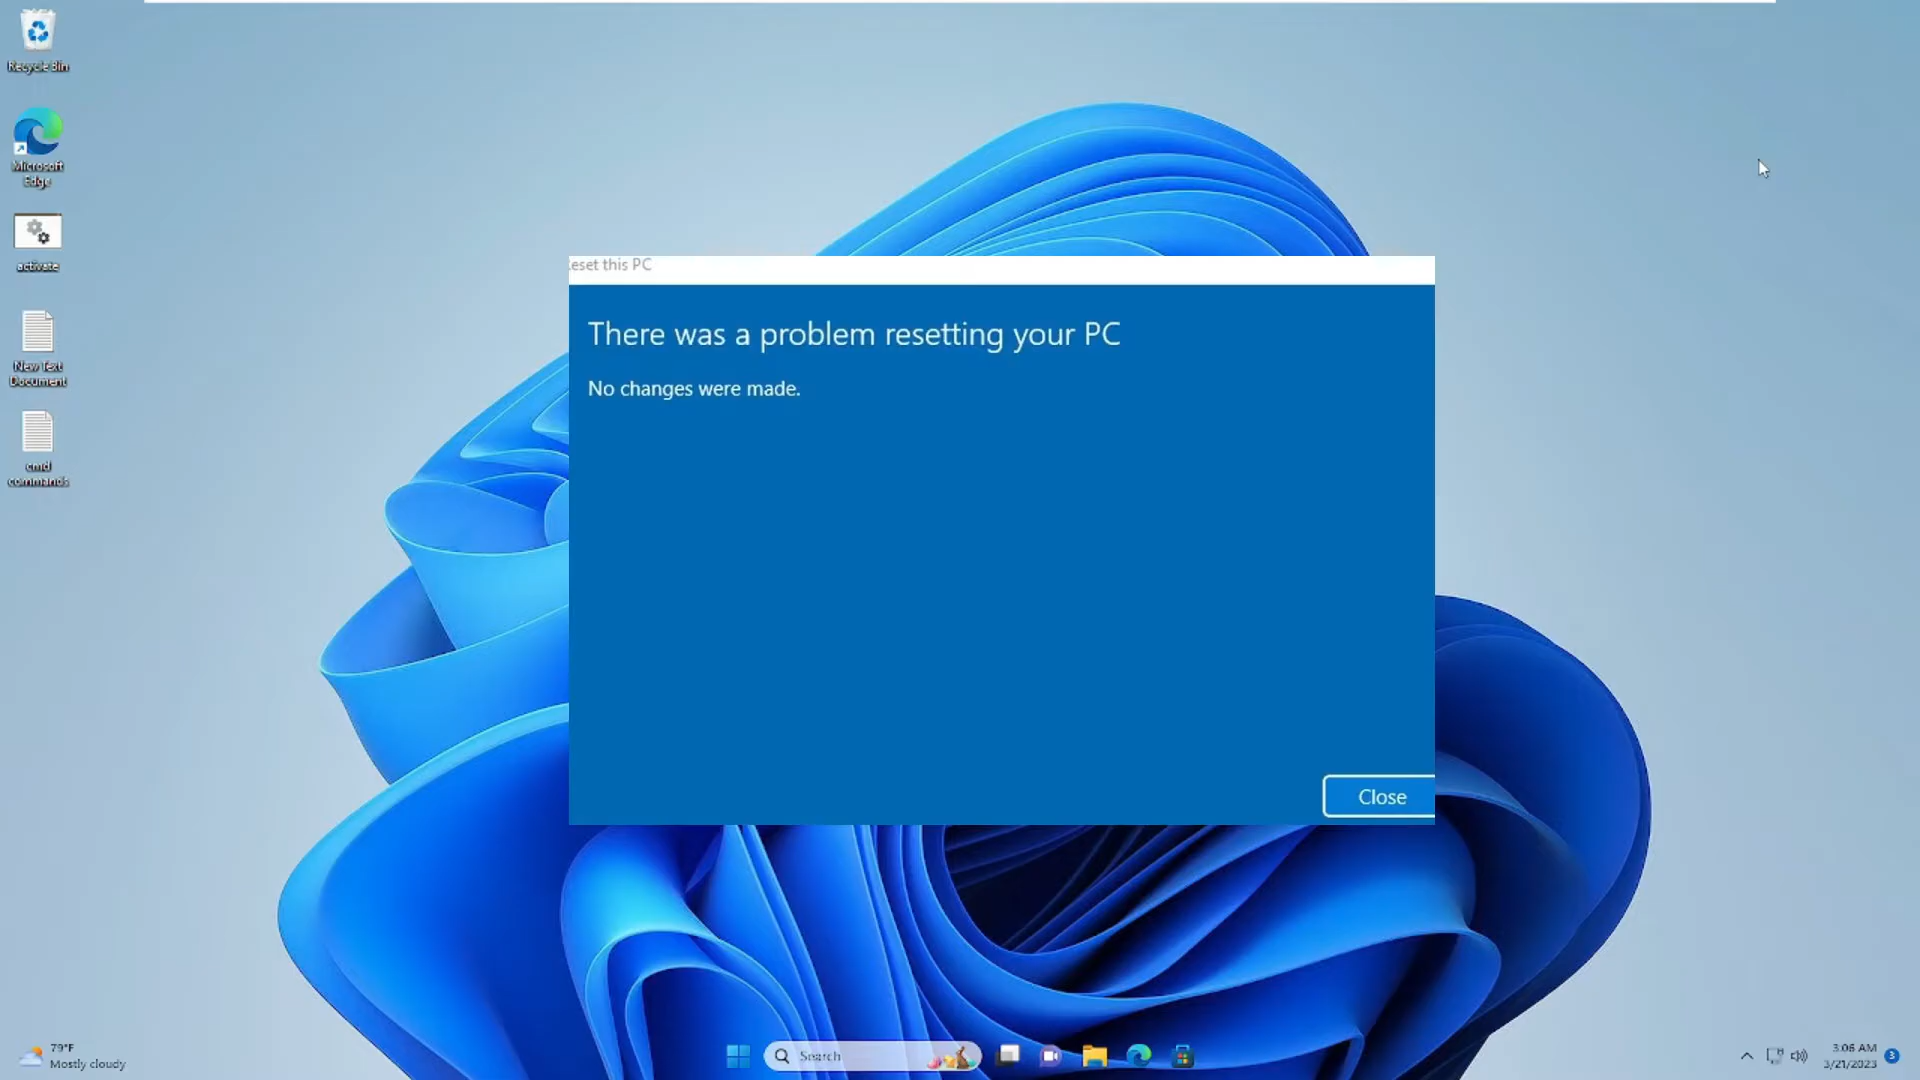 Recycle Bin
Microsoft
Edge
activate
New Text
Document
cmd
commands
eset this PC
There was a problem resetting your PC
No changes were made.
Close
79°F
Mostly cloudy
Search
3:06 AM
3/21/2023
3